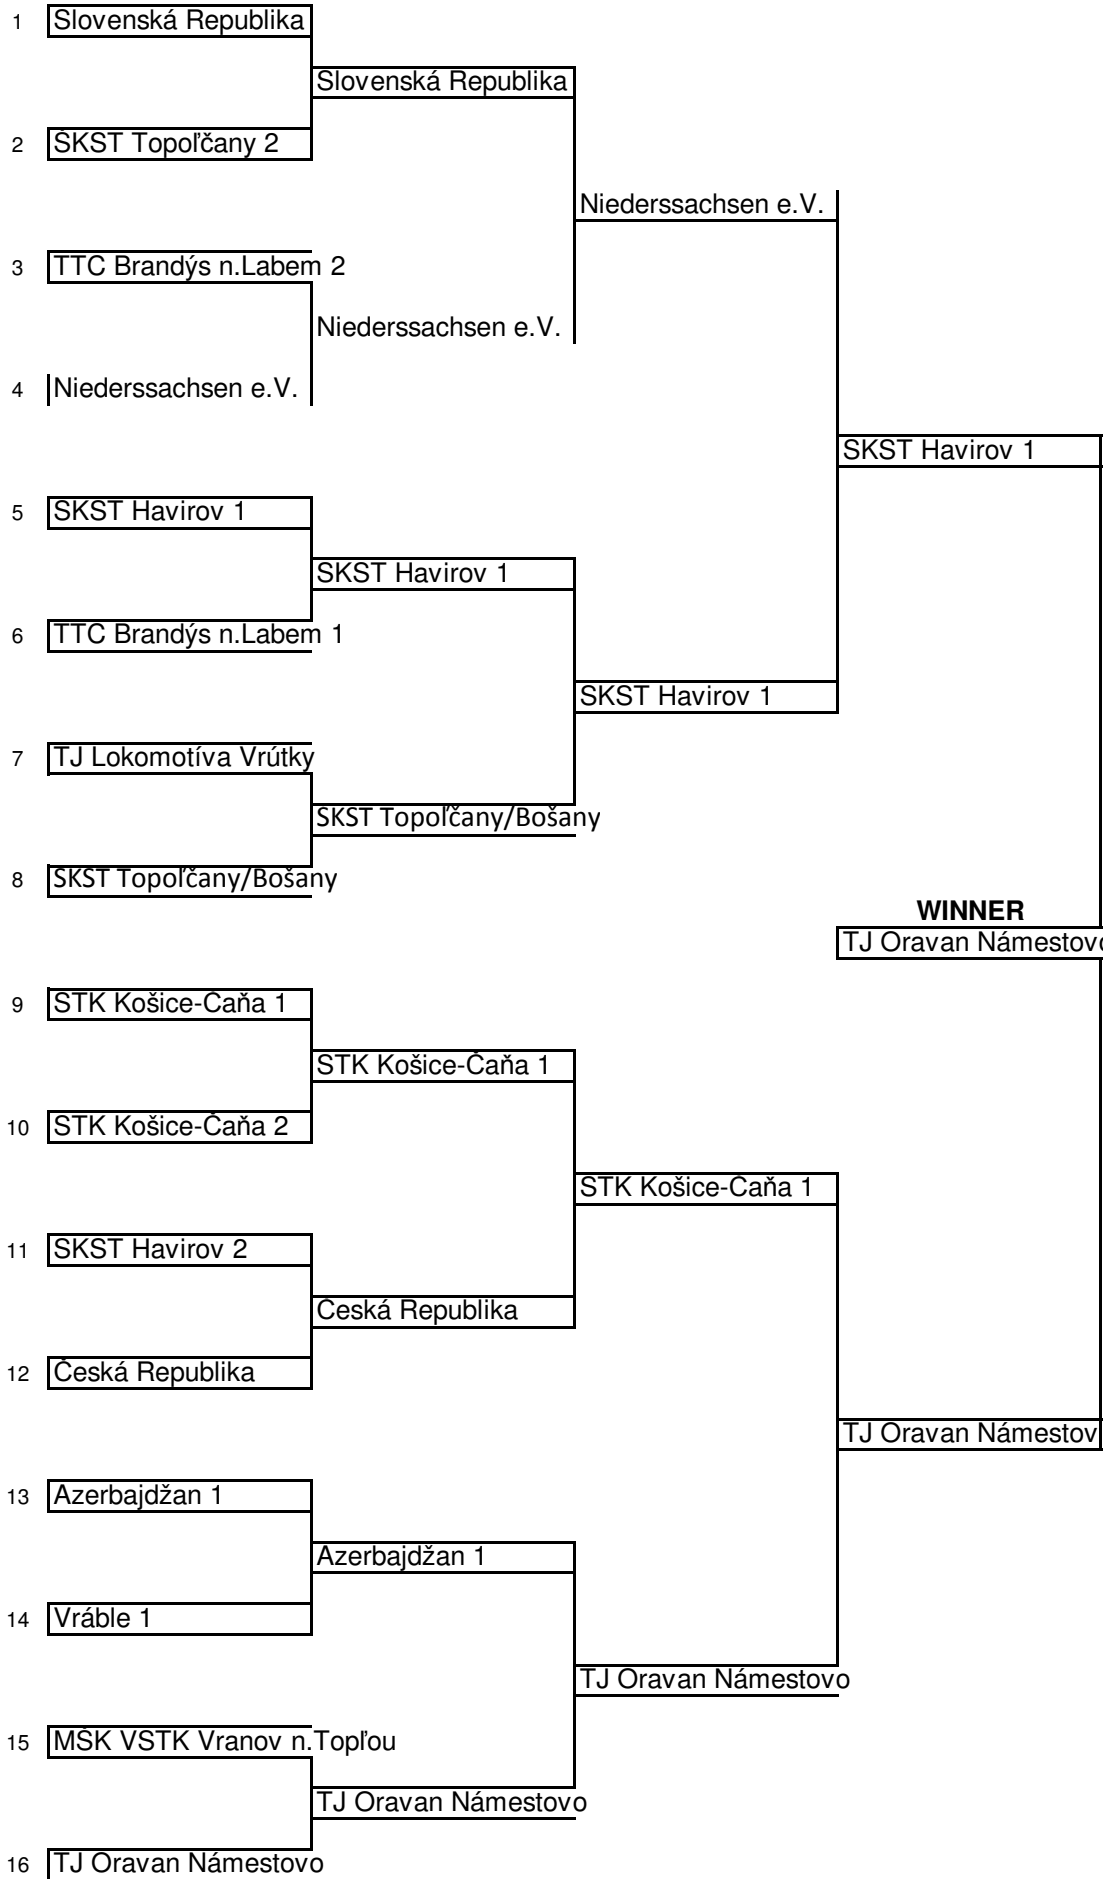 1 Slovenská Republika
Slovenská Republika
2 ŠKST Topoľčany 2
Niederssachsen e.V.
3 TTC Brandýs n.Labem 2
Niederssachsen e.V.
4 Niederssachsen e.V.
SKST Havirov 1
5 SKST Havirov 1
SKST Havirov 1
6 TTC Brandýs n.Labem 1
SKST Havirov 1
7 TJ Lokomotíva Vrútky
SKST Topoľčany/Bošany
8 SKST Topoľčany/Bošany
WINNER
TJ Oravan Námestovo
9 STK Košice-Čaňa 1
STK Košice-Čaňa 1
10 STK Košice-Čaňa 2
STK Košice-Čaňa 1
11 SKST Havirov 2
Česká Republika
12 Česká Republika
TJ Oravan Námestov
13 Azerbajdžan 1
Azerbajdžan 1
14 Vráble 1
TJ Oravan Námestovo
15 MŠK VSTK Vranov n.Topľou
TJ Oravan Námestovo
16 TJ Oravan Námestovo